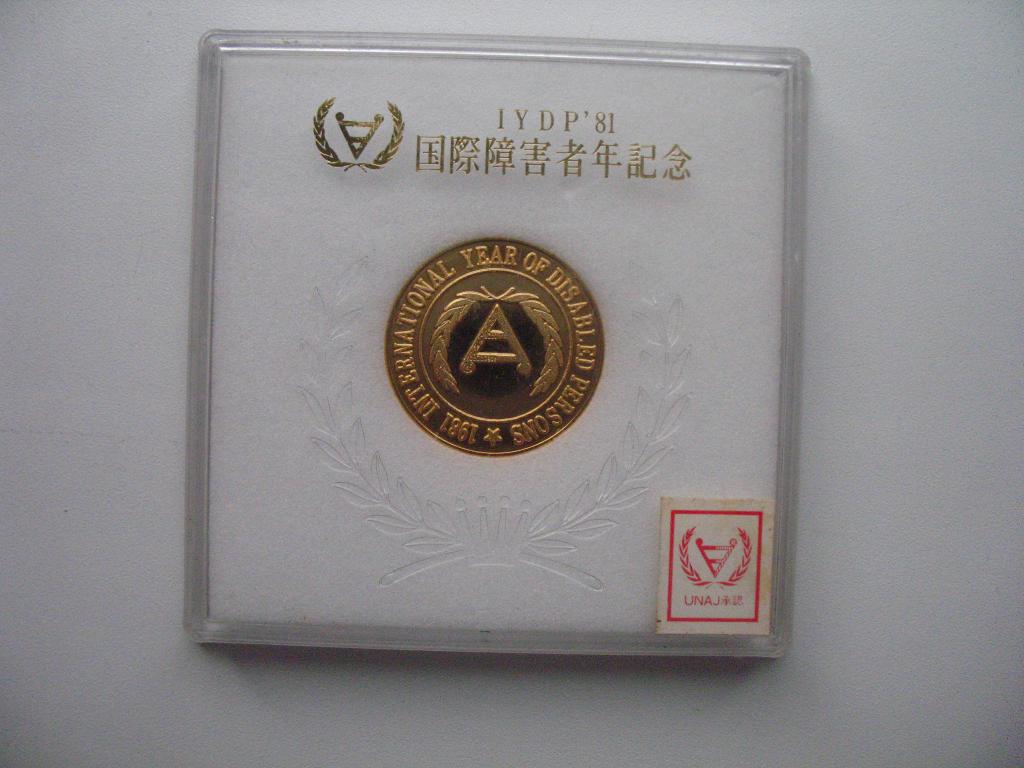 IYDP'81
国際障害者年記念
1981 INTERNATIONAL YEAR OF DISABLED PERSONS
UNAJ承認